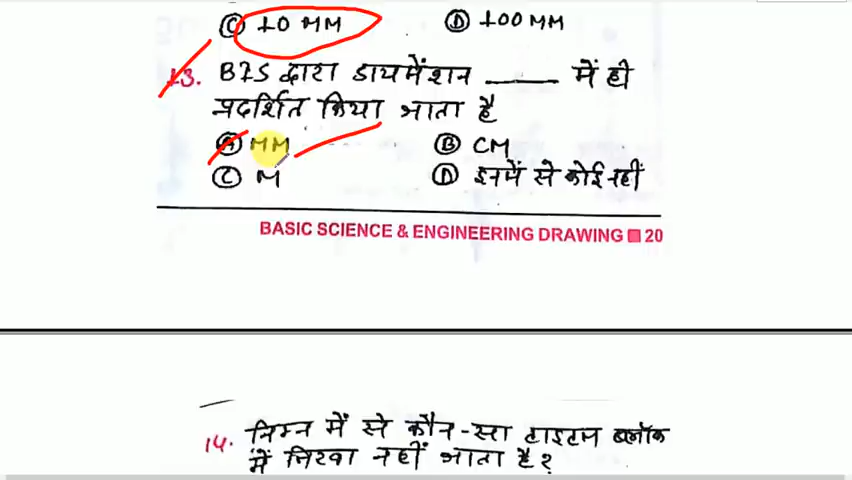 C 10 MM D 100 MM
13. BIS द्वारा डायमेंशन ____ में ही
प्रदर्शित किया जाता है
A MM B CM
C M D इनमें से कोई नहीं
BASIC SCIENCE & ENGINEERING DRAWING ■ 20
14. निम्न में से कौन-सा टाइटल ब्लॉक
में लिखा नहीं जाता है?